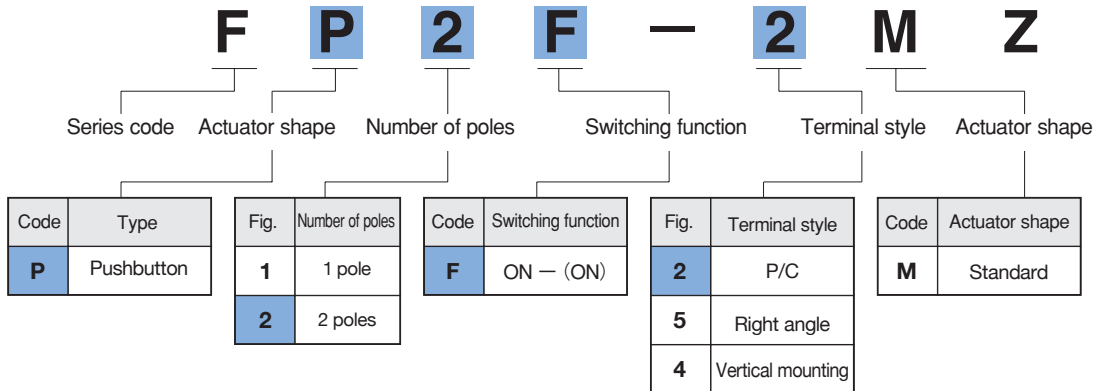 F P 2 F － 2 M Z
Series code Actuator shape Number of poles Switching function Terminal style Actuator shape
Code Type
P Pushbutton
Fig. Number of poles
1 1 pole
2 2 poles
Code Switching function
F ON － (ON)
Fig. Terminal style
2 P/C
5 Right angle
4 Vertical mounting
Code Actuator shape
M Standard